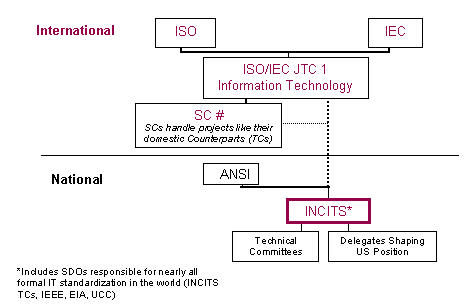 International
ISO
IEC
ISO/IEC JTC 1
Information Technology
SC #
SCs handle projects like their
domestic Counterparts (TCs)
National
ANSI
INCITS*
Technical
Committees
Delegates Shaping
US Position
*Includes SDOs responsible for nearly all
formal IT standardization in the world (INCITS
TCs, IEEE, EIA, UCC)